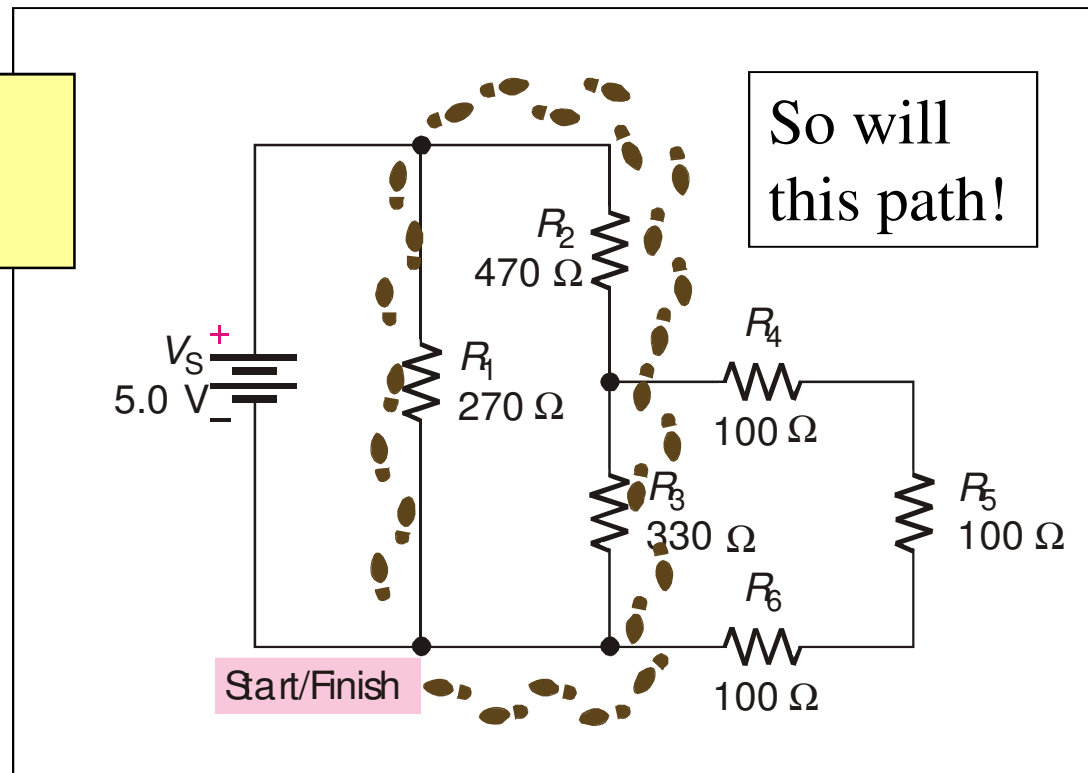 So will
this path!
R2
470 Ω
R4
VS
+
5.0 V
−
R1
270 Ω
100 Ω
R3
330 Ω
R5
100 Ω
R6
Start/Finish
100 Ω